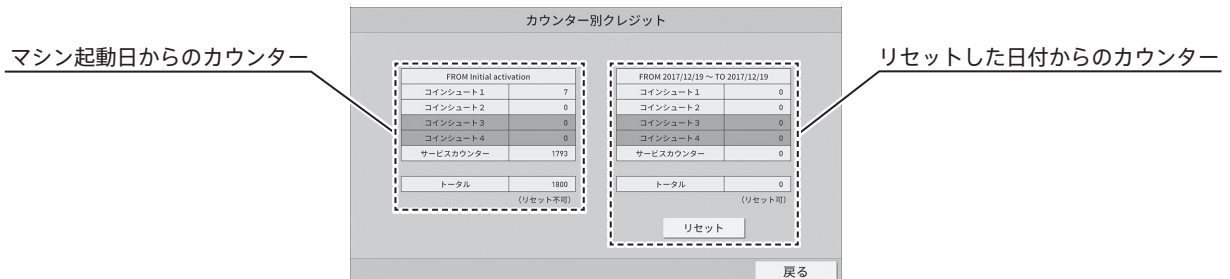 カウンター別クレジット
マシン起動日からのカウンター
リセットした日付からのカウンター
FROM Initial activation
コインシュート1 7
コインシュート2 0
コインシュート3 0
コインシュート4 0
サービスカウンター 1793
トータル 1800
(リセット不可)
FROM 2017/12/19 ～ TO 2017/12/19
コインシュート1 0
コインシュート2 0
コインシュート3 0
コインシュート4 0
サービスカウンター 0
トータル 0
(リセット可)
リセット
戻る